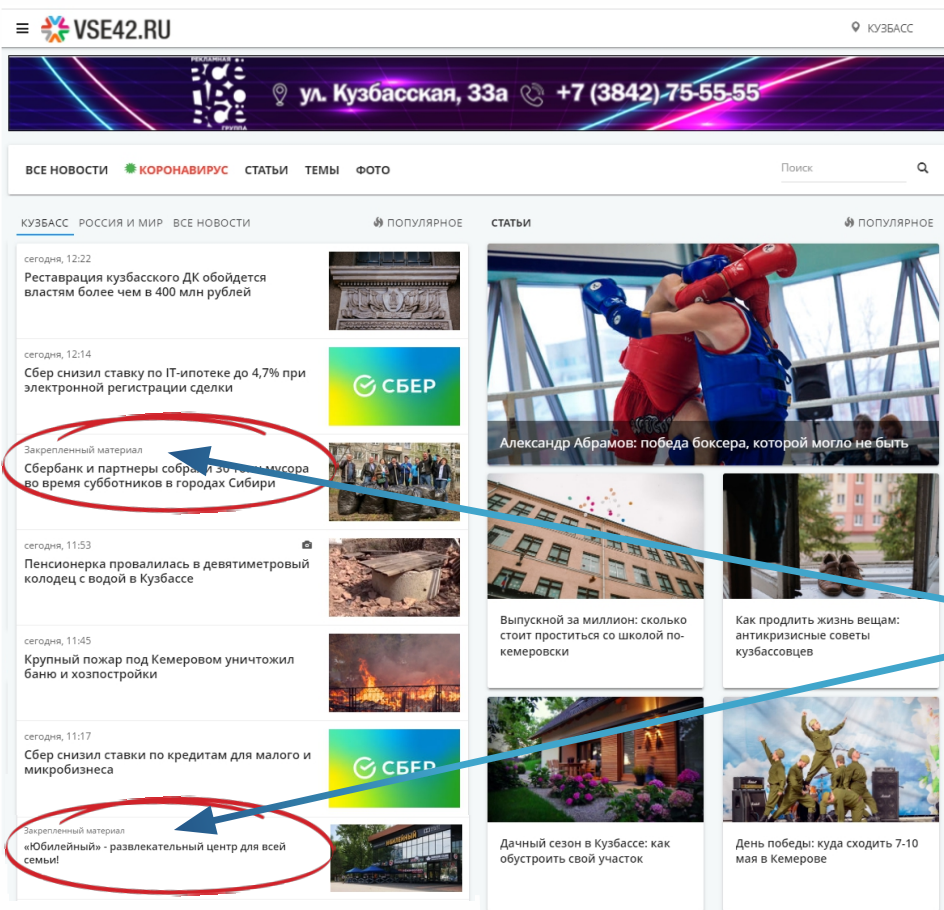 VSE42.RU
КУЗБАСС
РЕКЛАМНАЯ
ГРУППА
ул. Кузбасская, 33а
+7 (3842) 75-55-55
ВСЕ НОВОСТИ КОРОНАВИРУС СТАТЬИ ТЕМЫ ФОТО
Поиск
КУЗБАСС РОССИЯ И МИР ВСЕ НОВОСТИ ПОПУЛЯРНОЕ
сегодня, 12:22
Реставрация кузбасского ДК обойдется
властям более чем в 400 млн рублей
сегодня, 12:14
Сбер снизил ставку по IT-ипотеке до 4,7% при
электронной регистрации сделки
СБЕР
Закрепленный материал
Сбербанк и партнеры собрали 30 тонн мусора
во время субботников в городах Сибири
сегодня, 11:53
Пенсионерка провалилась в девятиметровый
колодец с водой в Кузбассе
сегодня, 11:45
Крупный пожар под Кемеровом уничтожил
баню и хозпостройки
сегодня, 11:17
Сбер снизил ставки по кредитам для малого и
микробизнеса
СБЕР
Закрепленный материал
«Юбилейный» - развлекательный центр для всей
семьи!
ЮБИЛЕЙНЫЙ
СТАТЬИ ПОПУЛЯРНОЕ
Александр Абрамов: победа боксера, которой могло не быть
Выпускной за миллион: сколько
стоит проститься со школой по-
кемеровски
Как продлить жизнь вещам:
антикризисные советы
кузбассовцев
Дачный сезон в Кузбассе: как
обустроить свой участок
День победы: куда сходить 7-10
мая в Кемерове